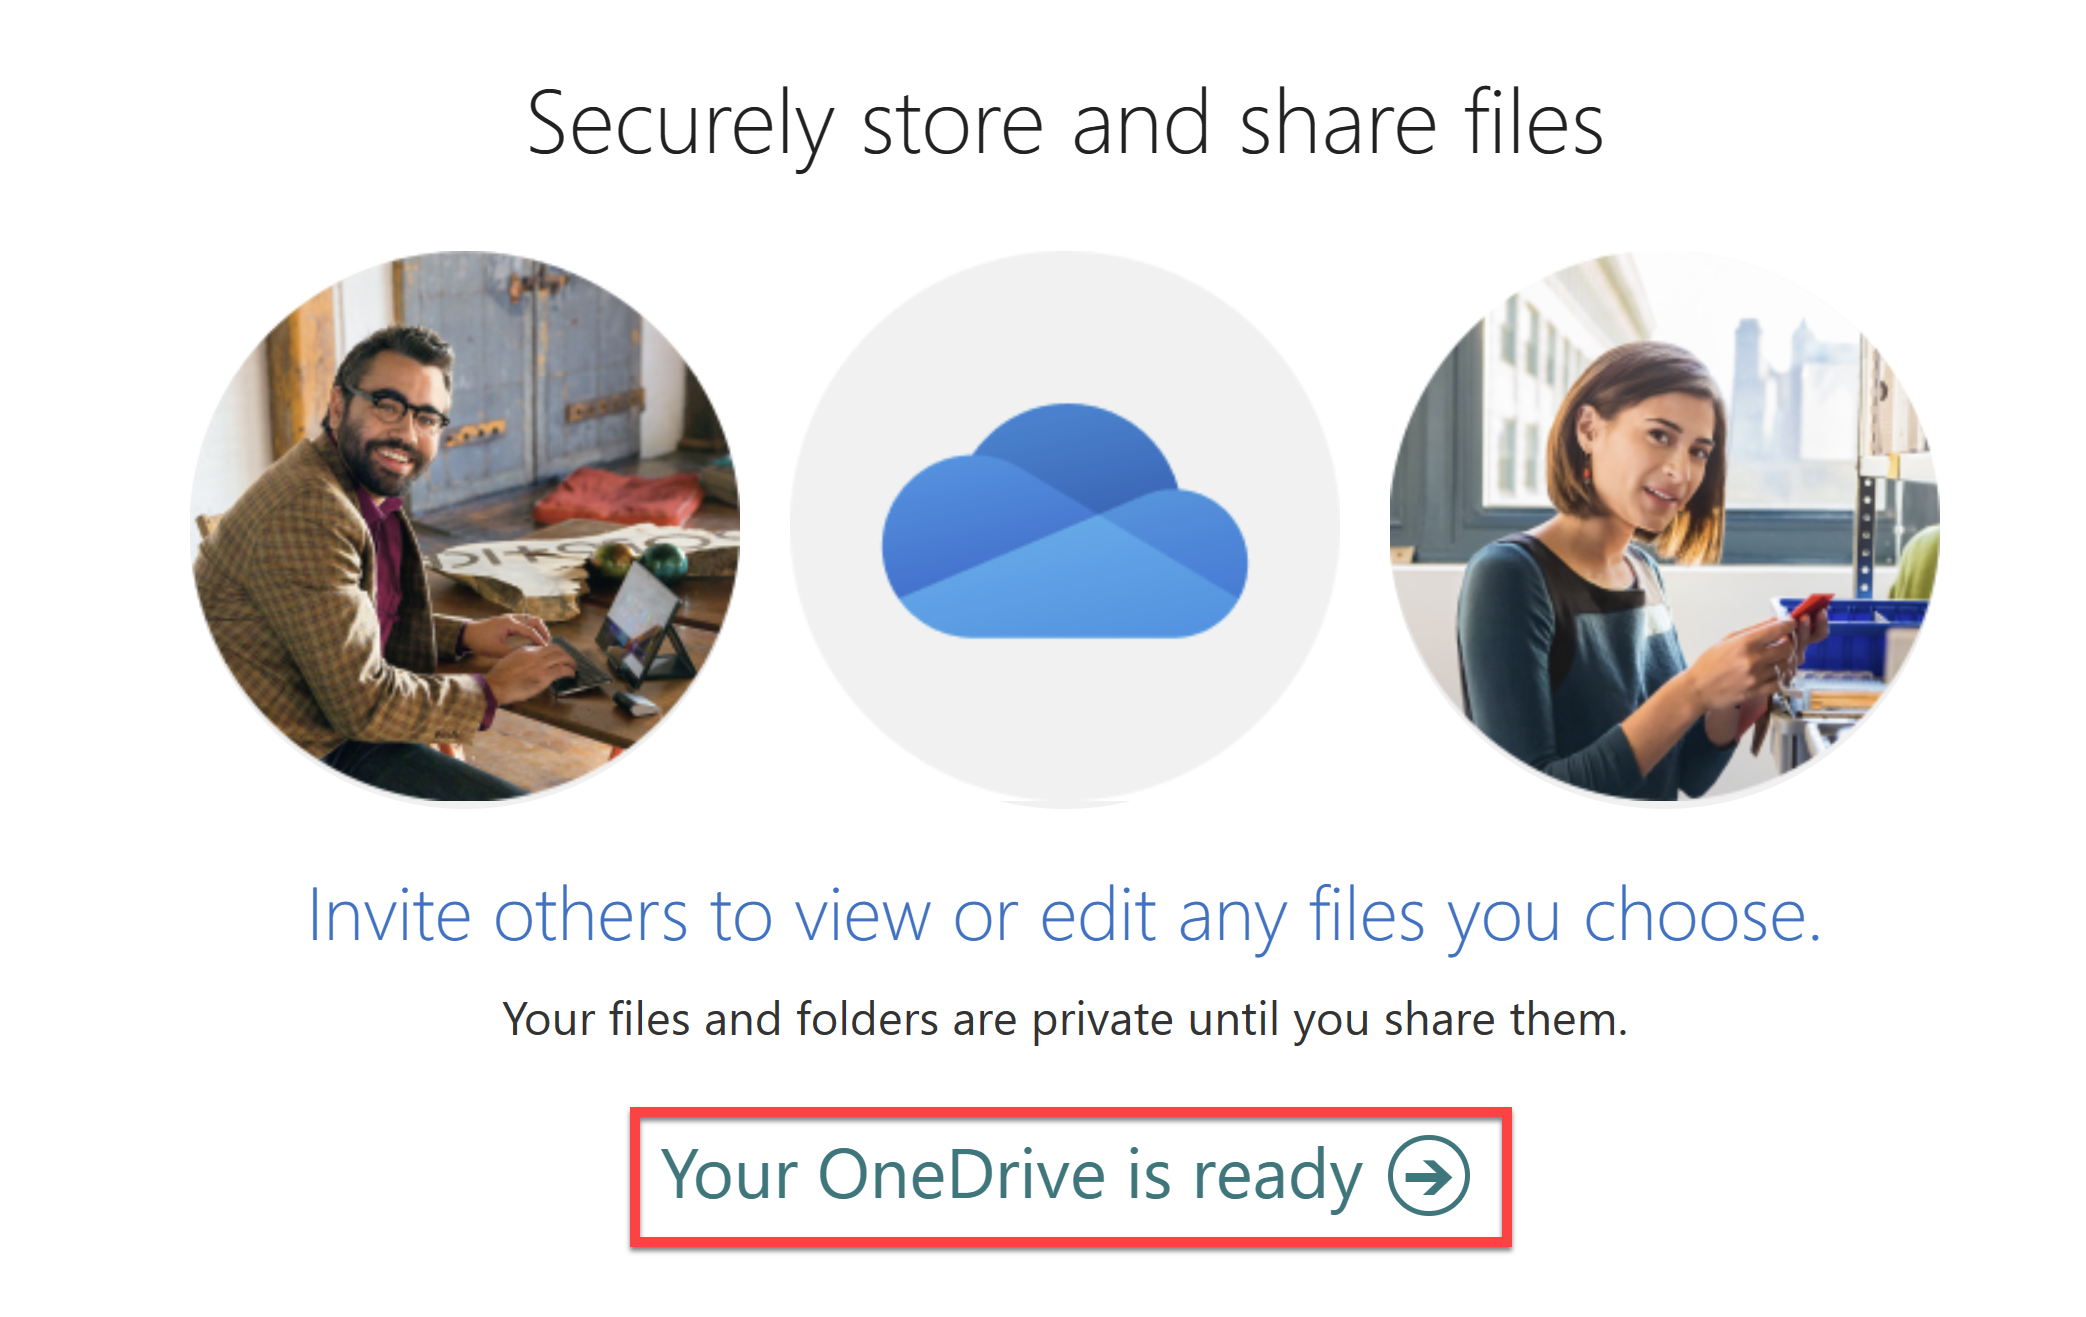 Securely store and share files
Invite others to view or edit any files you choose.
Your files and folders are private until you share them.
Your OneDrive is ready